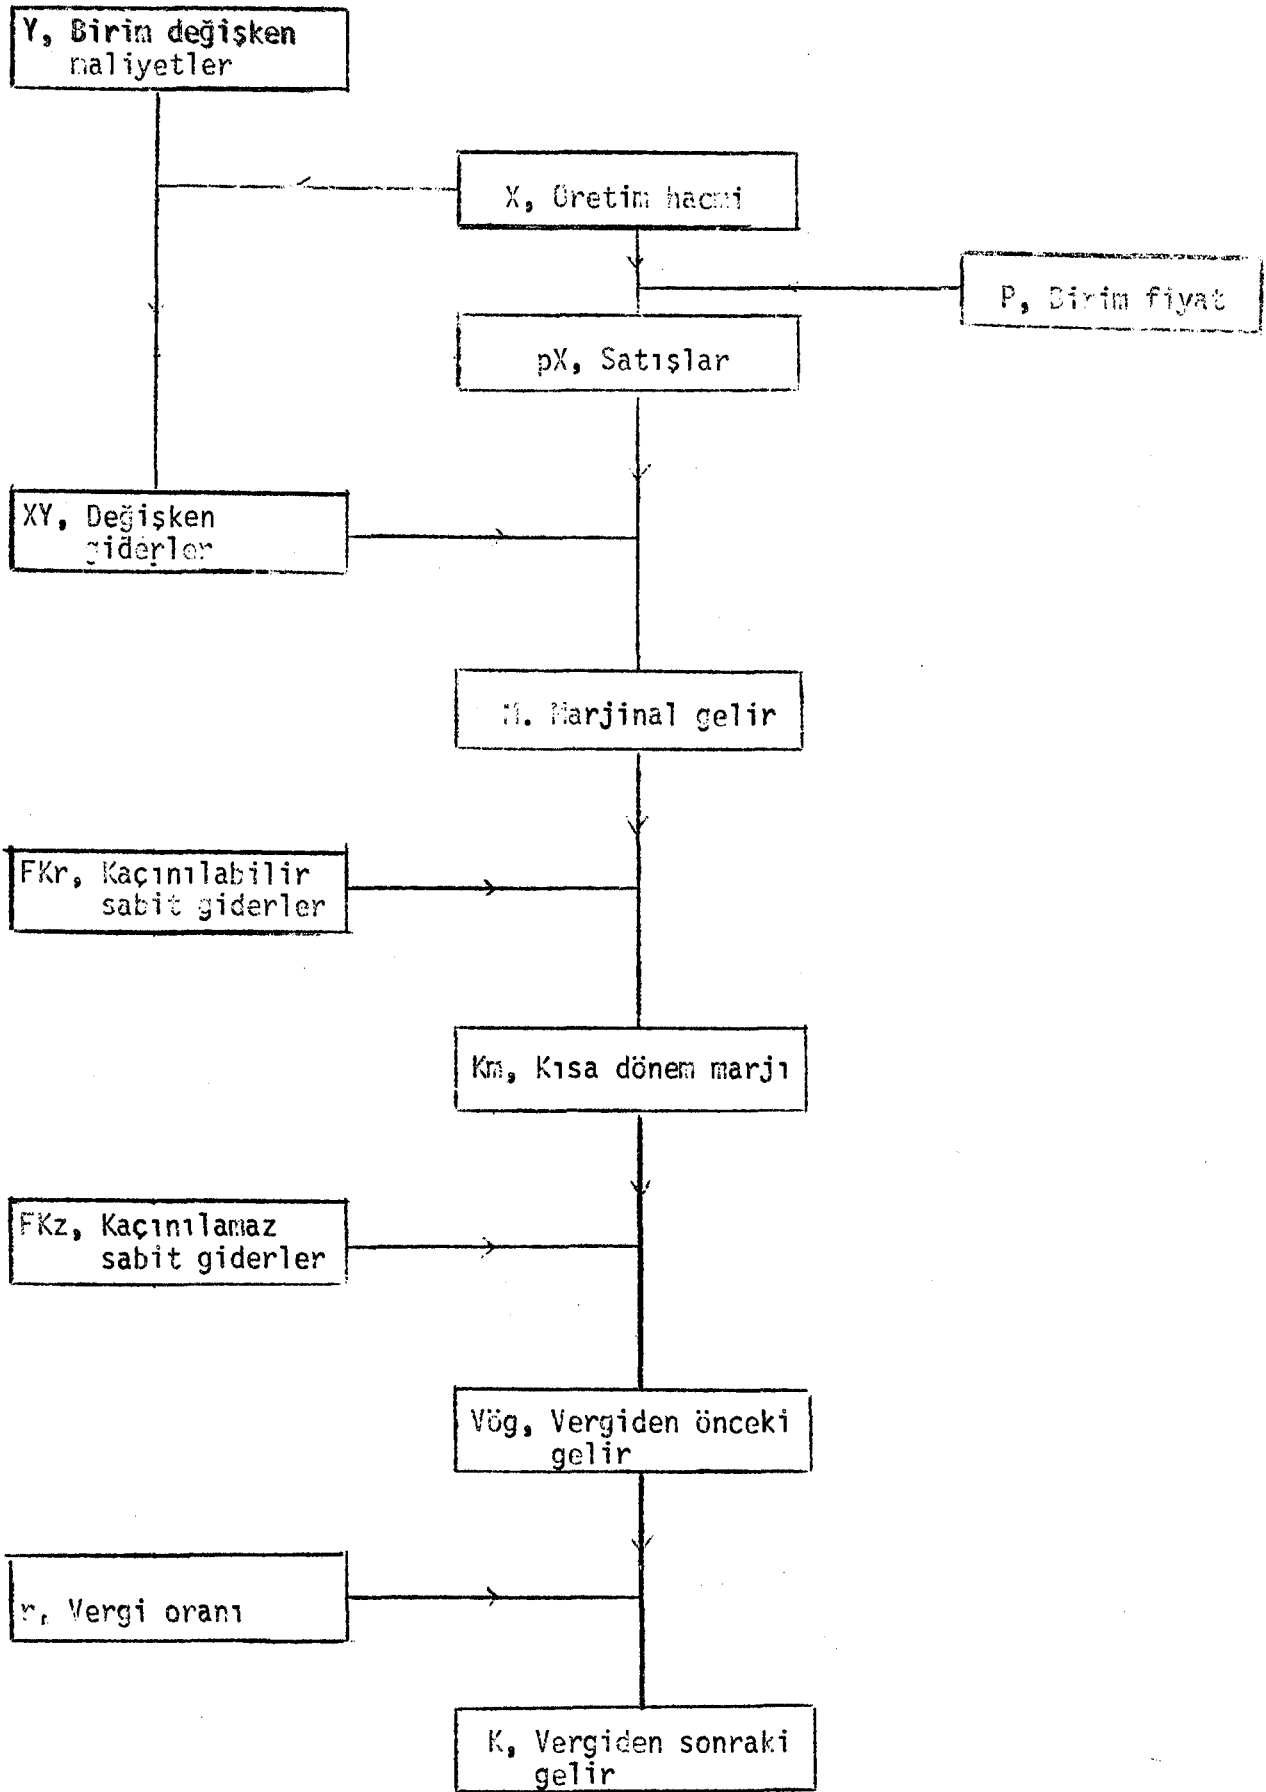 Y, Birim değişken
maliyetler
X, Üretim hacmi
P, Birim fiyat
pX, Satışlar
XY, Değişken
giderler
M. Marjinal gelir
FKr, Kaçınılabilir
sabit giderler
Km, Kısa dönem marjı
FKz, Kaçınılamaz
sabit giderler
Vög, Vergiden önceki
gelir
r, Vergi oranı
K, Vergiden sonraki
gelir